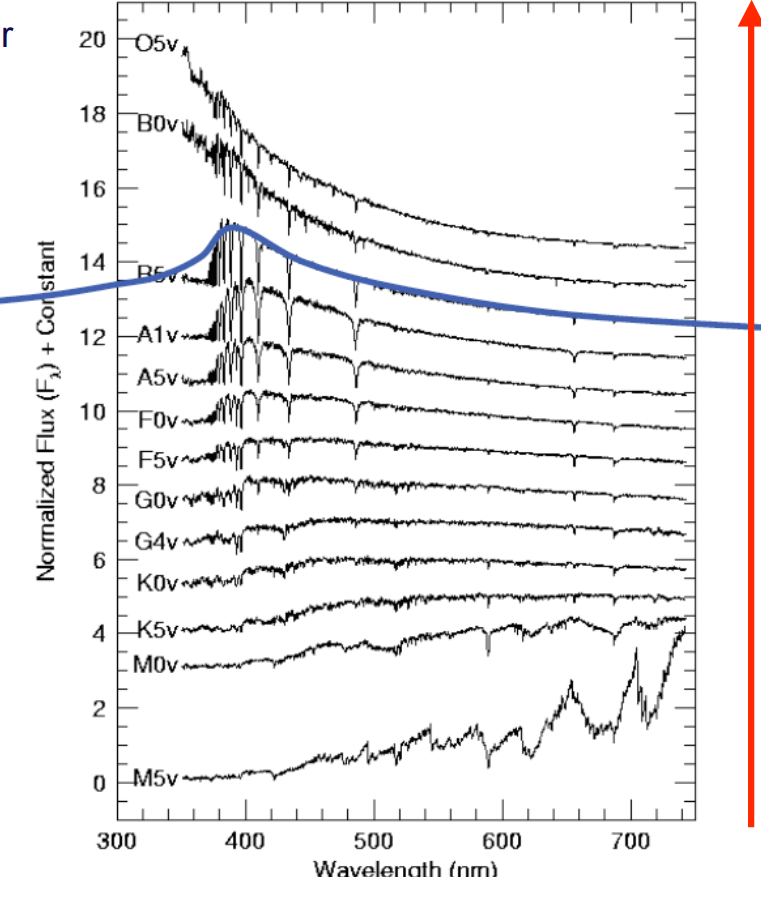 r
20
18
16
14
12
10
8
6
4
2
0
Normalized Flux (Fλ) + Constant
O5v
B0v
B5v
A1v
A5v
F0v
F5v
G0v
G4v
K0v
K5v
M0v
M5v
300 400 500 600 700
Wavelength (nm)